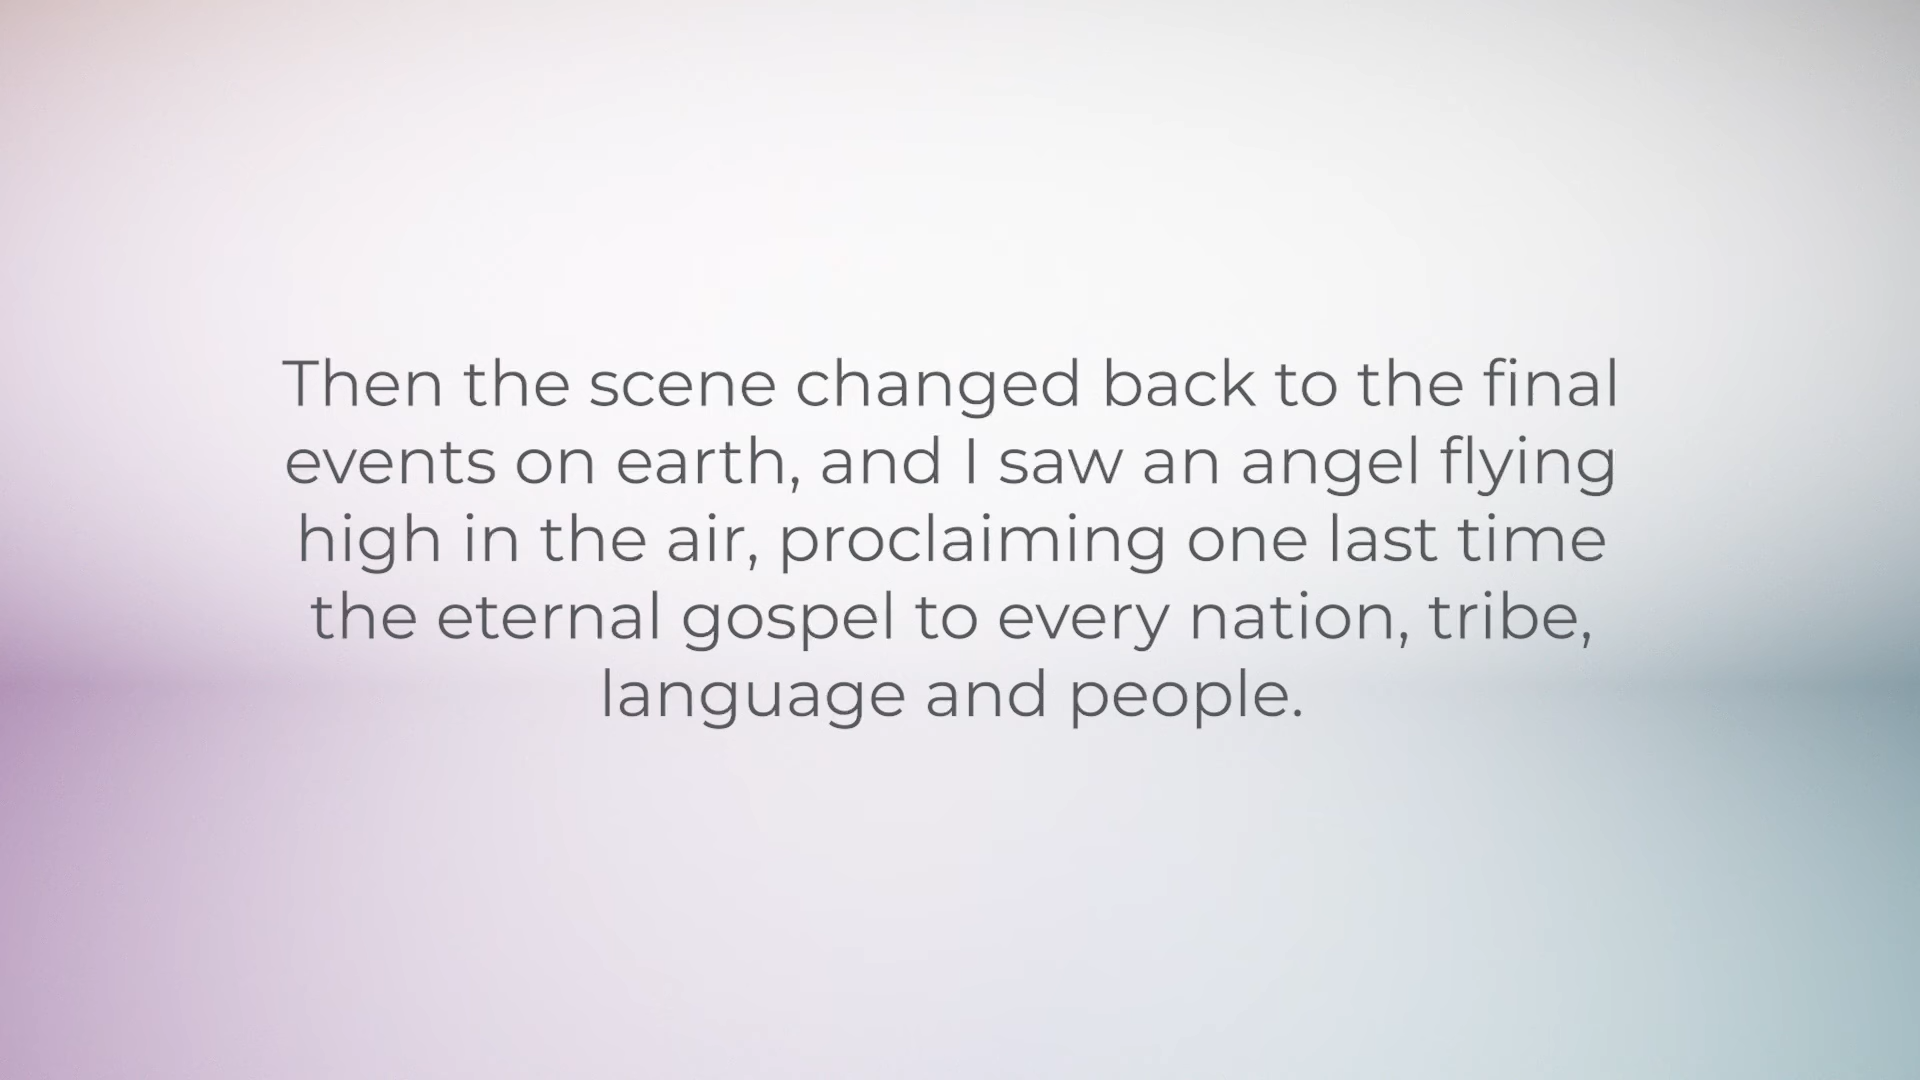 Then the scene changed back to the final
events on earth, and I saw an angel flying
high in the air, proclaiming one last time
the eternal gospel to every nation, tribe,
language and people.